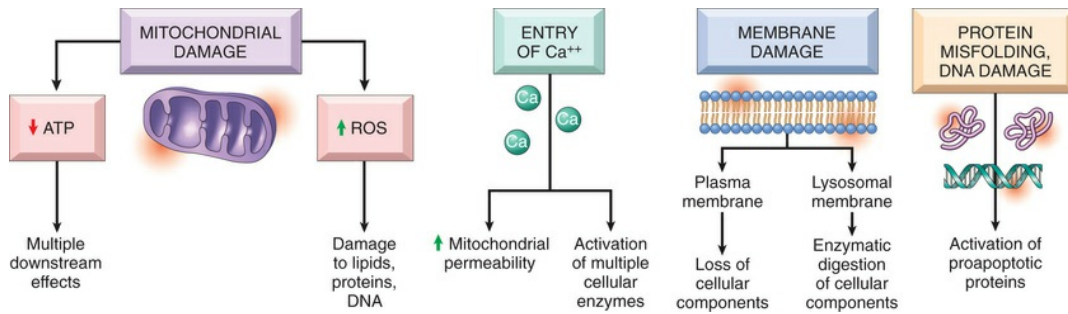 MITOCHONDRIAL
DAMAGE
ATP
ROS
Multiple
downstream
effects
Damage
to lipids,
proteins,
DNA
ENTRY
OF Ca++
Ca
Ca
Ca
Mitochondrial
permeability
Activation
of multiple
cellular
enzymes
MEMBRANE
DAMAGE
Plasma
membrane
Loss of
cellular
components
Lysosomal
membrane
Enzymatic
digestion
of cellular
components
PROTEIN
MISFOLDING,
DNA DAMAGE
Activation of
proapoptotic
proteins